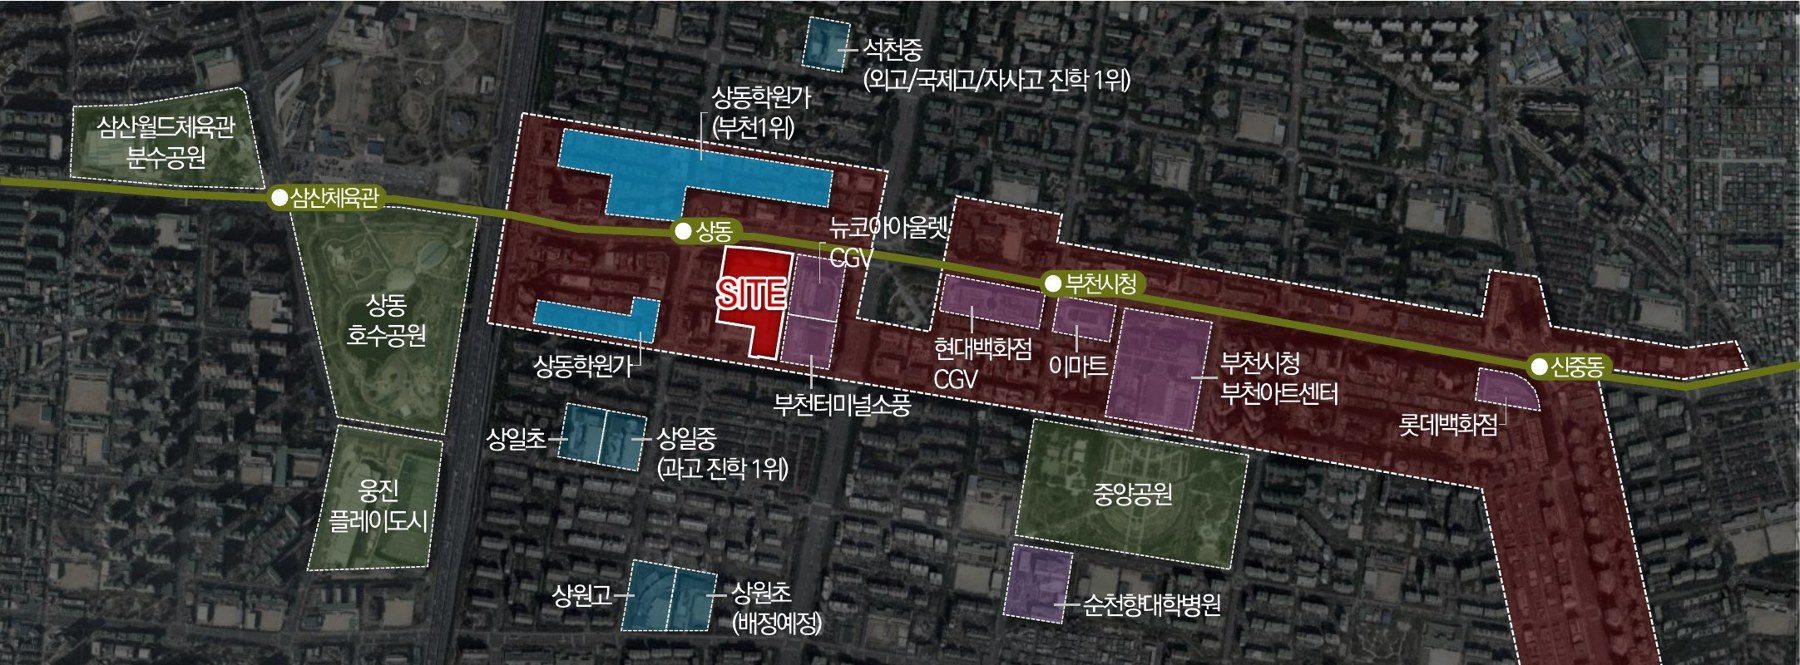 석천중
(외고/국제고/자사고 진학 1위)
상동학원가
(부천1위)
삼산월드체육관
분수공원
삼산체육관
상동
뉴코아아울렛
CGV
SITE
부천시청
상동
호수공원
현대백화점
CGV
이마트
부천시청
부천아트센터
신중동
상동학원가
부천터미널소풍
롯데백화점
상일초
상일중
(과고 진학 1위)
웅진
플레이도시
중앙공원
상원고
상원초
(배정예정)
순천향대학병원